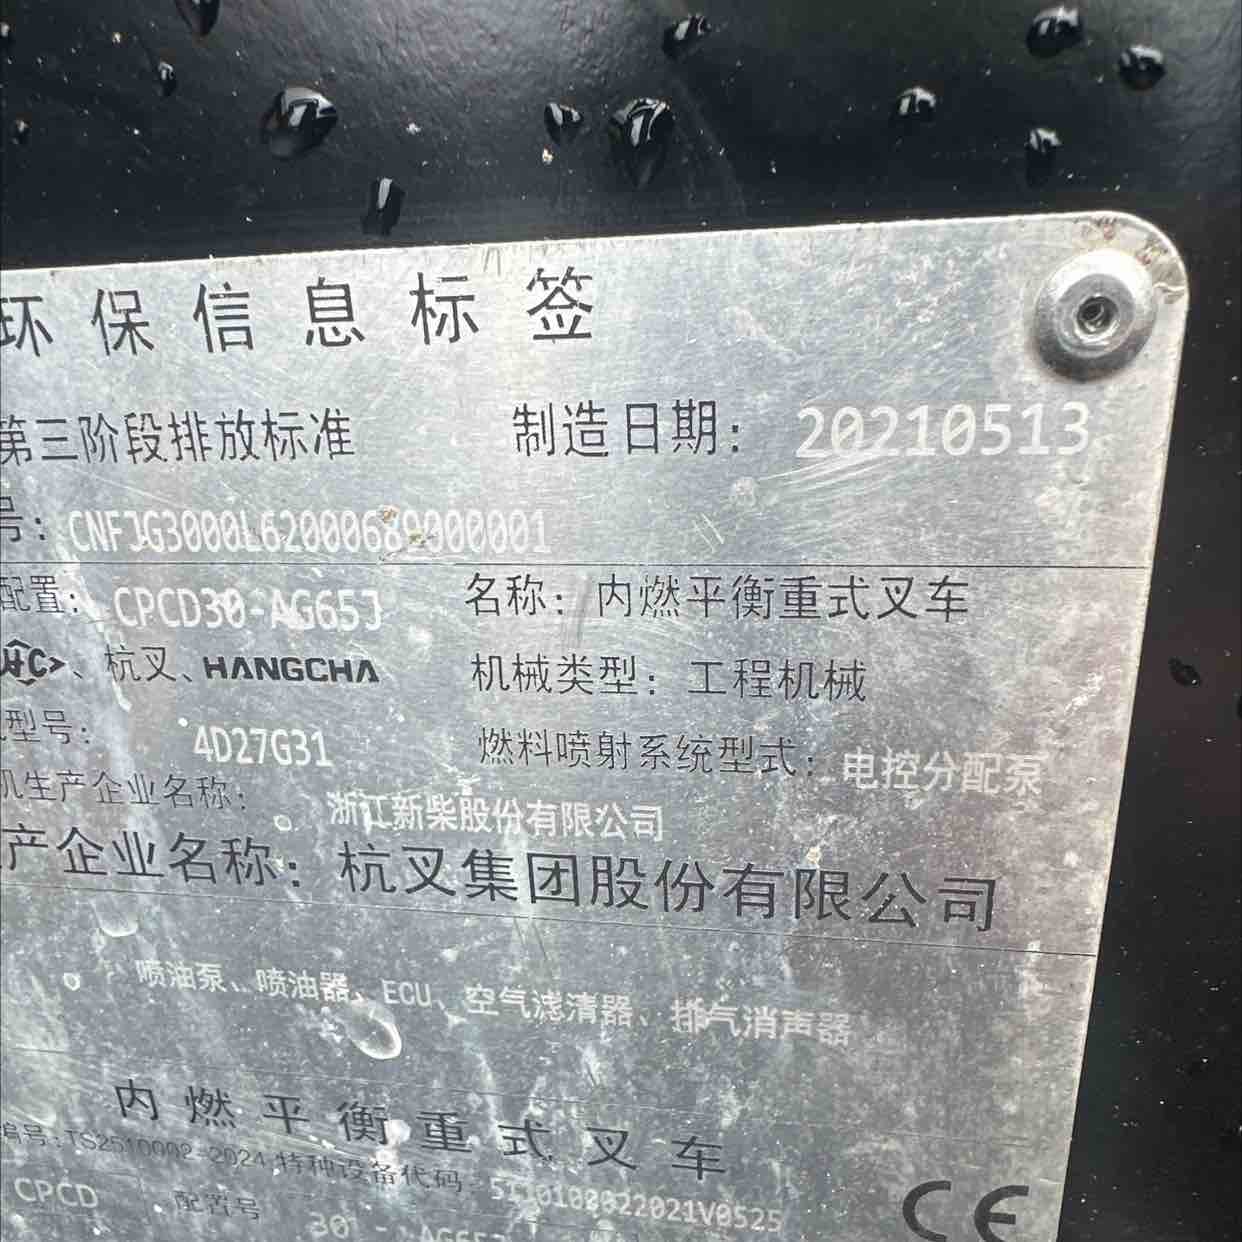 环保信息标签
第三阶段排放标准 制造日期: 20210513
号: CNFJG3000L62000689000001
配置: CPCD30-AG65J 名称: 内燃平衡重式叉车
HC、杭叉、HANGCHA 机械类型: 工程机械
型号: 4D27G31 燃料喷射系统型式: 电控分配泵
机生产企业名称: 浙江新柴股份有限公司
产企业名称: 杭叉集团股份有限公司
喷油泵、喷油器、ECU、空气滤清器、排气消声器
内燃平衡重式叉车
编号:TS2510002-2024 特种设备代码 5110100022021V0525
CPCD 配置号 30 - AG65J CE